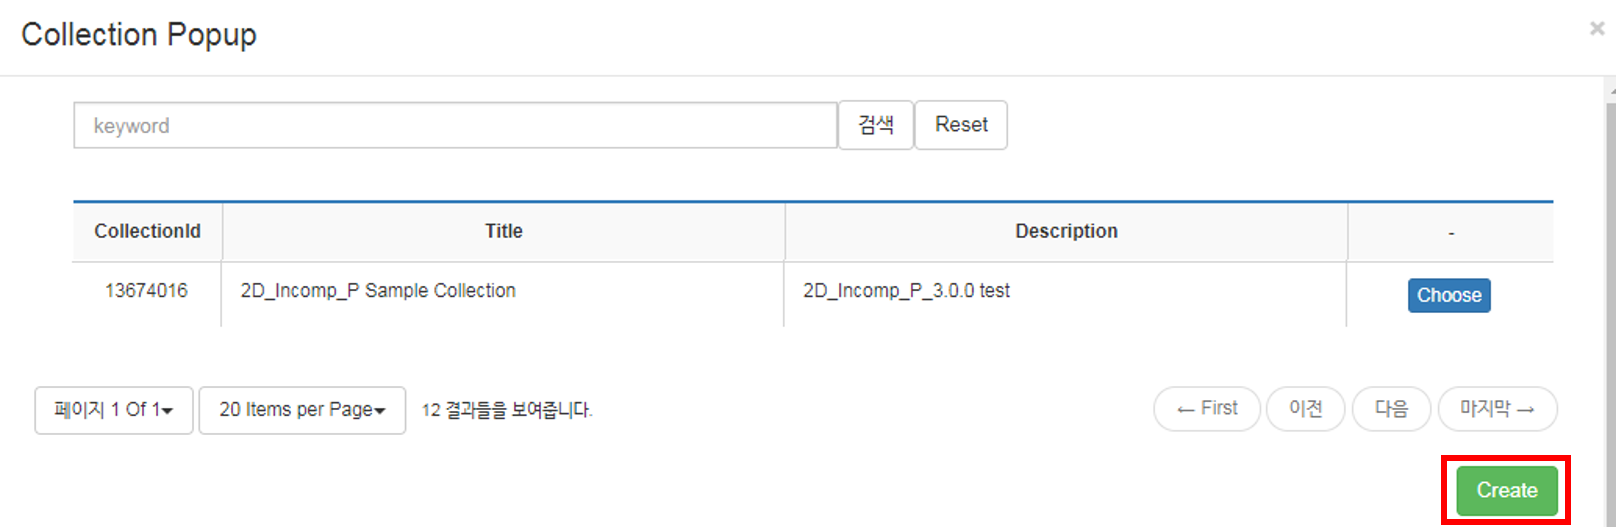 Collection Popup ×
keyword 검색 Reset
CollectionId Title Description -
13674016 2D_Incomp_P Sample Collection 2D_Incomp_P_3.0.0 test Choose
페이지 1 Of 1 20 Items per Page 12 결과들을 보여줍니다. ← First 이전 다음 마지막 →
Create